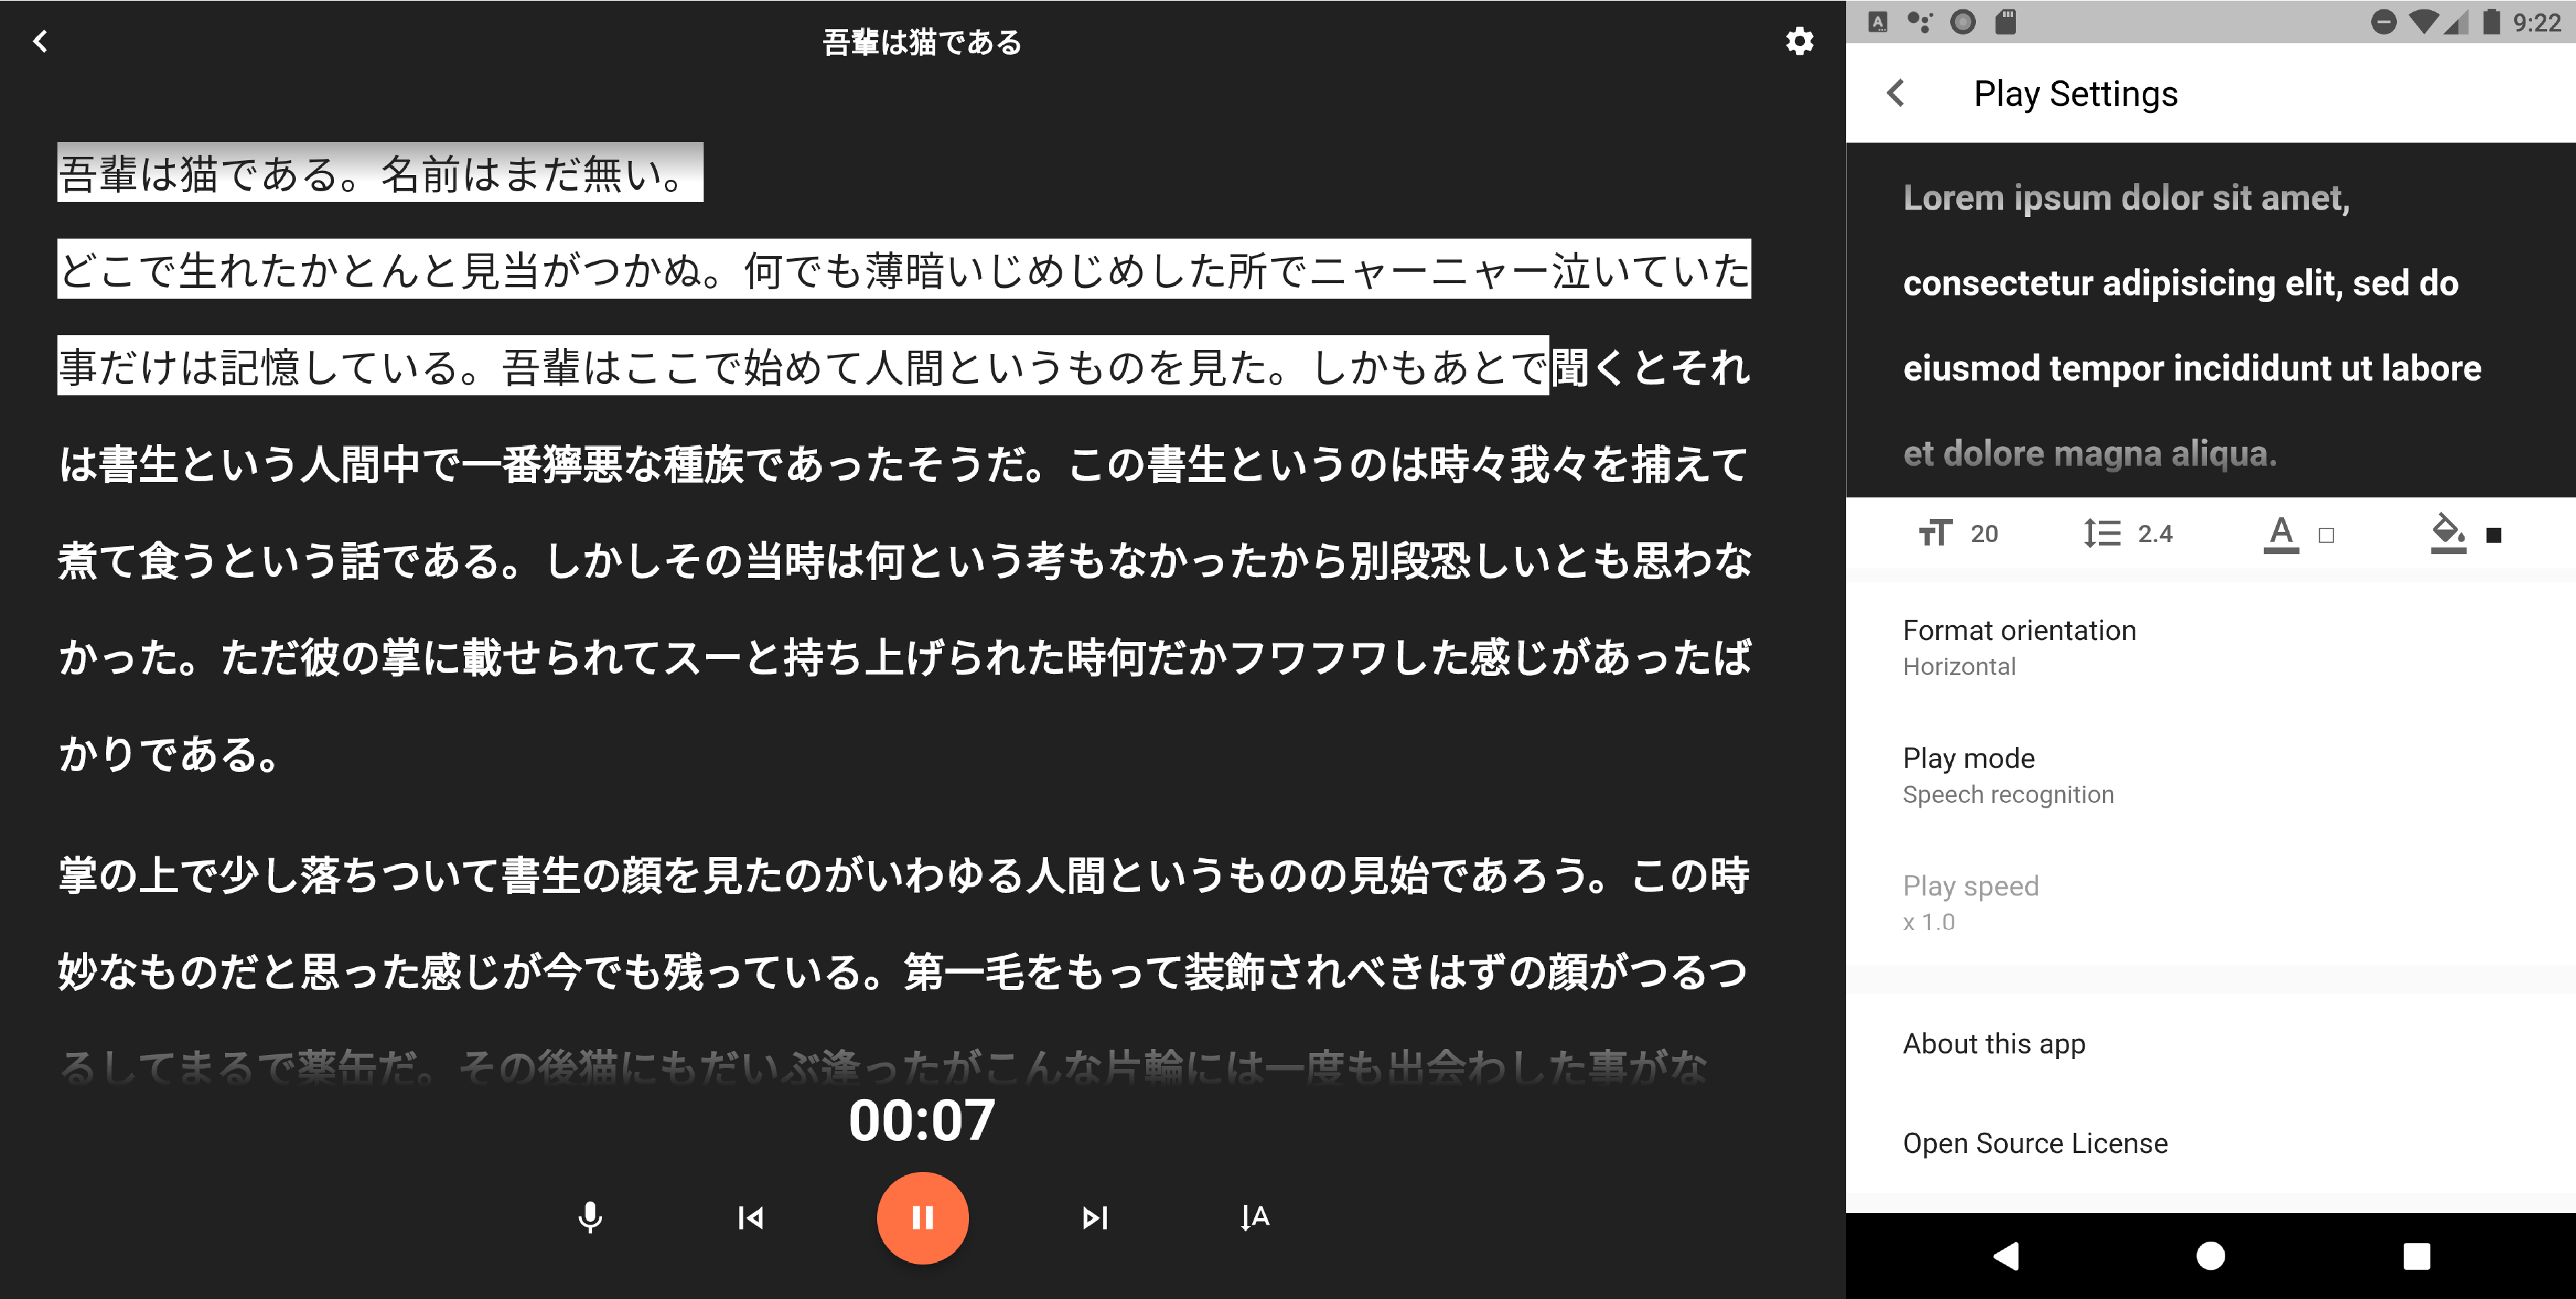 吾輩は猫である
吾輩は猫である。名前はまだ無い。
どこで生れたかとんと見当がつかぬ。何でも薄暗いじめじめした所でニャーニャー泣いていた
事だけは記憶している。吾輩はここで始めて人間というものを見た。しかもあとで聞くとそれ
は書生という人間中で一番獰悪な種族であったそうだ。この書生というのは時々我々を捕えて
煮て食うという話である。しかしその当時は何という考もなかったから別段恐しいとも思わな
かった。ただ彼の掌に載せられてスーと持ち上げられた時何だかフワフワした感じがあったば
かりである。
掌の上で少し落ちついて書生の顔を見たのがいわゆる人間というものの見始であろう。この時
妙なものだと思った感じが今でも残っている。第一毛をもって装飾されべきはずの顔がつるつ
るしてまるで薬缶だ。その後猫にもだいぶ逢ったがこんな片輪には一度も出会わした事がな
00:07
A
A
9:22
Play Settings
Lorem ipsum dolor sit amet,
consectetur adipisicing elit, sed do
eiusmod tempor incididunt ut labore
et dolore magna aliqua.
TT 20 2.4 A
Format orientation
Horizontal
Play mode
Speech recognition
Play speed
x 1.0
About this app
Open Source License